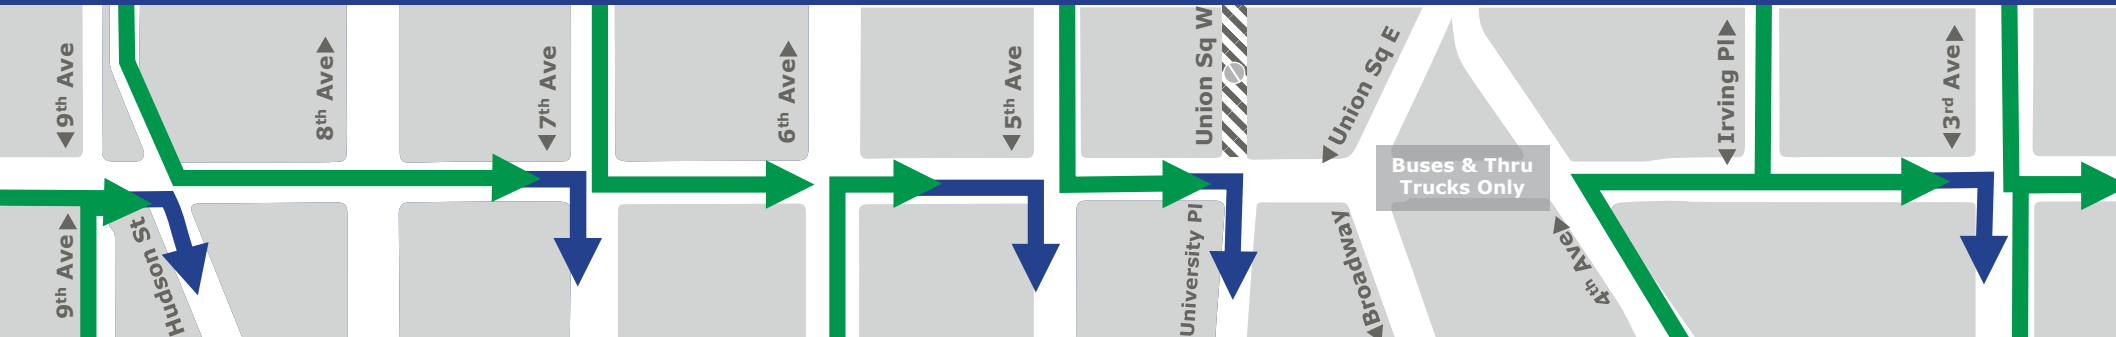 ◀9th Ave
9th Ave▶
Hudson St
8th Ave▶
◀7th Ave
6th Ave▶
◀5th Ave
Union Sq W
University Pl
◀Union Sq E
◀Broadway
Buses & Thru
Trucks Only
4th Ave▶
◀Irving Pl▶
◀3rd Ave▶